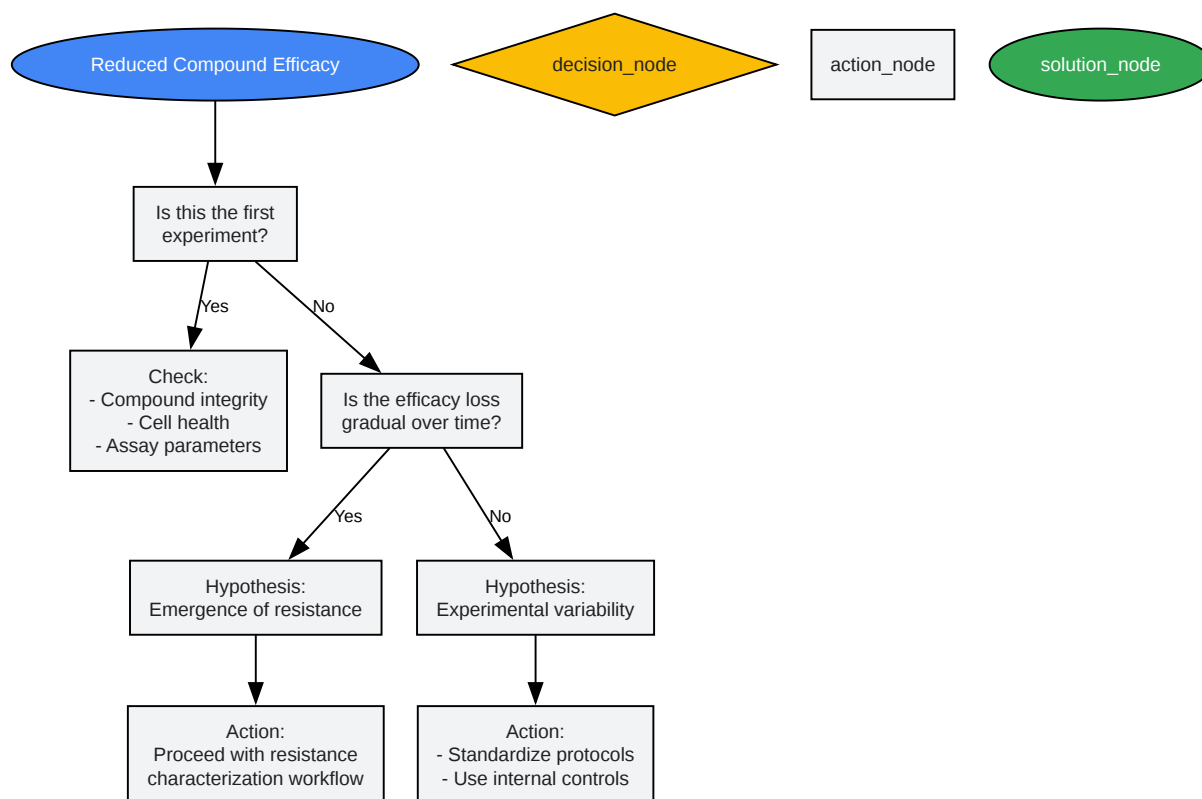 Reduced Compound Efficacy
decision_node
action_node
solution_node
Is this the first
experiment?
Yes
No
Check:
- Compound integrity
- Cell health
- Assay parameters
Is the efficacy loss
gradual over time?
Yes
No
Hypothesis:
Emergence of resistance
Hypothesis:
Experimental variability
Action:
Proceed with resistance
characterization workflow
Action:
- Standardize protocols
- Use internal controls